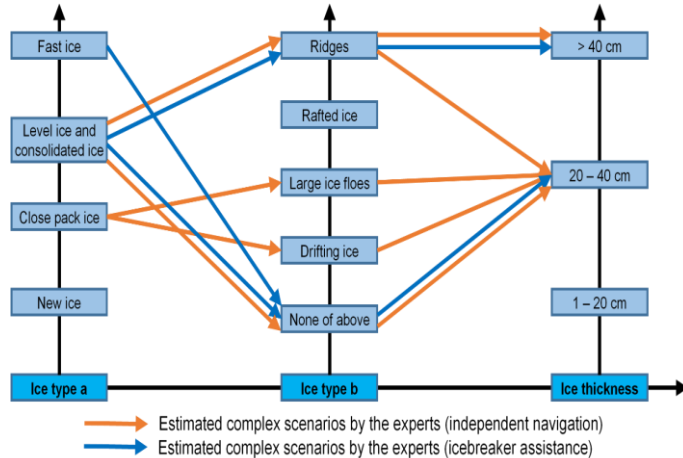 Fast ice
Ridges
> 40 cm
Rafted ice
Level ice and
consolidated ice
Large ice floes
20 – 40 cm
Close pack ice
Drifting ice
New ice
None of above
1 – 20 cm
Ice type a
Ice type b
Ice thickness
Estimated complex scenarios by the experts (independent navigation)
Estimated complex scenarios by the experts (icebreaker assistance)